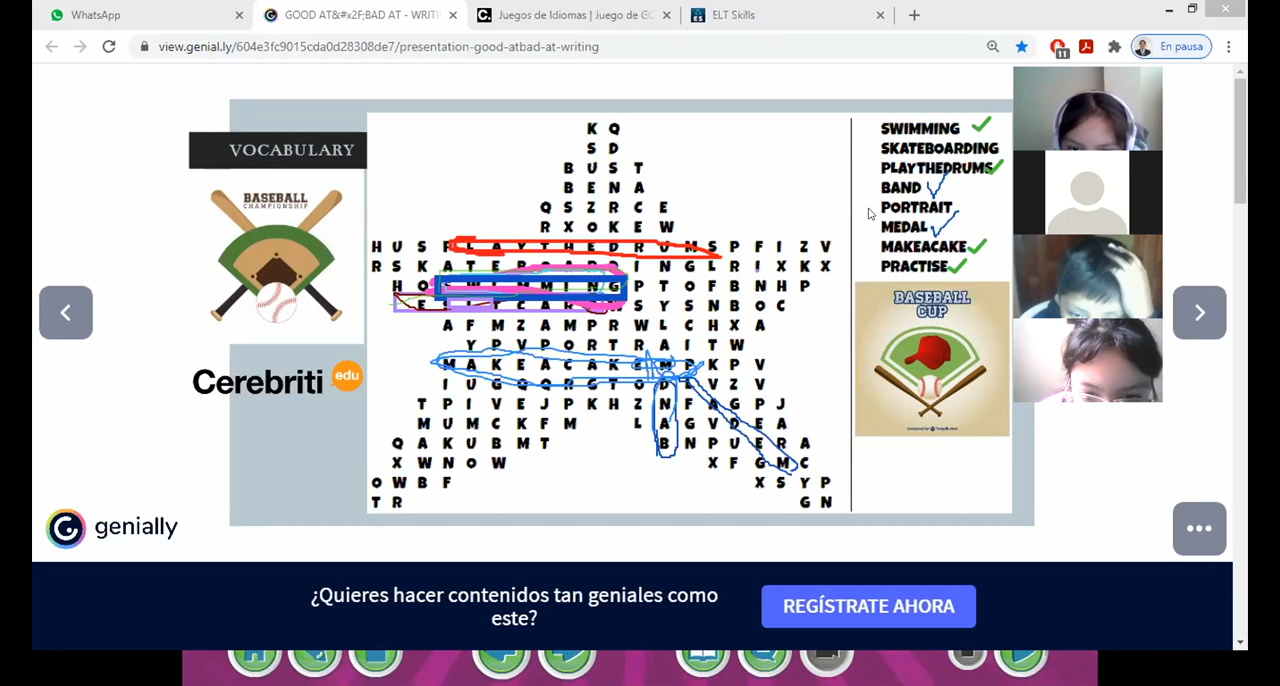 WhatsApp
GOOD AT&#x2F;BAD AT - WRITI
Juegos de Idiomas | Juego de GO
ELT Skills
view.genial.ly/604e3fc9015cda0d28308de7/presentation-good-atbad-at-writing
11
En pausa
VOCABULARY
BASEBALL
CHAMPIONSHIP
Cerebriti edu
genially
K Q
S D
B U S T
B E N A
Q S Z R C E
R X O K E W
H U S P L A Y T H E D R U M S P F I Z V
R S K A T E B O A R D I N G L R I X K X
H O S W I M M I N G P T O F B N H P
E S I T C A R P W S Y S N B O C
A F M Z A M P R W L C H X A
Y P V P O R T R A I T W
M A K E A C A K E M P K P V
I U G Q Q R G T O D E V Z V
T P I V E J P K H Z N F A G P J
M U M C K F M L A G V D E A
Q A K U B M T B N P U E R A
X W N O W X F G M C
O W B F X S Y P
T R G N
SWIMMING
SKATEBOARDING
PLAYTHEDRUMS
BAND
PORTRAIT
MEDAL
MAKEACAKE
PRACTISE
BASEBALL
CUP
¿Quieres hacer contenidos tan geniales como
este?
REGÍSTRATE AHORA